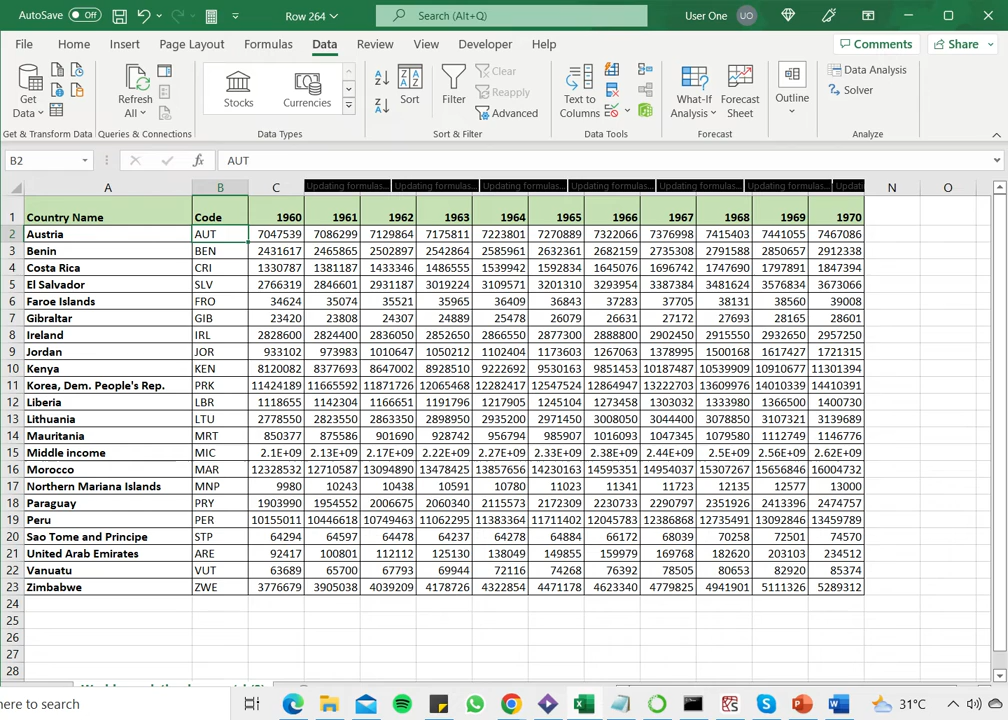 AutoSave Off Row 264 Search (Alt+Q) User One UO
File Home Insert Page Layout Formulas Data Review View Developer Help Comments Share
Get Data Refresh All Stocks Currencies Sort Filter Clear Reapply Advanced Text to Columns What-If Analysis Forecast Sheet Outline Data Analysis Solver
Get & Transform Data Queries & Connections Data Types Sort & Filter Data Tools Forecast Analyze
B2 fx AUT
A B C Updating formulas... Updating formulas... Updating formulas... Updating formulas... Updating formulas... Updating formulas... Updati N O
1 Country Name Code 1960 1961 1962 1963 1964 1965 1966 1967 1968 1969 1970
2 Austria AUT 7047539 7086299 7129864 7175811 7223801 7270889 7322066 7376998 7415403 7441055 7467086
3 Benin BEN 2431617 2465865 2502897 2542864 2585961 2632361 2682159 2735308 2791588 2850657 2912338
4 Costa Rica CRI 1330787 1381187 1433346 1486555 1539942 1592834 1645076 1696742 1747690 1797891 1847394
5 El Salvador SLV 2766319 2846601 2931187 3019224 3109571 3201310 3293954 3387384 3481624 3576834 3673066
6 Faroe Islands FRO 34624 35074 35521 35965 36409 36843 37283 37705 38131 38560 39008
7 Gibraltar GIB 23420 23808 24307 24889 25478 26079 26631 27172 27693 28165 28601
8 Ireland IRL 2828600 2824400 2836050 2852650 2866550 2877300 2888800 2902450 2915550 2932650 2957250
9 Jordan JOR 933102 973983 1010647 1050212 1102404 1173603 1267063 1378995 1500168 1617427 1721315
10 Kenya KEN 8120082 8377693 8647002 8928510 9222692 9530163 9851453 10187487 10539909 10910677 11301394
11 Korea, Dem. People's Rep. PRK 11424189 11665592 11871726 12065468 12282417 12547524 12864947 13222703 13609976 14010339 14410391
12 Liberia LBR 1118655 1142304 1166651 1191796 1217905 1245104 1273458 1303032 1333980 1366500 1400730
13 Lithuania LTU 2778550 2823550 2863350 2898950 2935200 2971450 3008050 3044400 3078850 3107321 3139689
14 Mauritania MRT 850377 875586 901690 928742 956794 985907 1016093 1047345 1079508 1112749 1146776
15 Middle income MIC 2.1E+09 2.13E+09 2.17E+09 2.22E+09 2.27E+09 2.33E+09 2.38E+09 2.44E+09 2.5E+09 2.56E+09 2.62E+09
16 Morocco MAR 12328532 12710587 13094890 13478425 13857656 14230163 14595351 14954037 15307267 15656846 16004732
17 Northern Mariana Islands MNP 9980 10243 10438 10591 10780 11023 11341 11723 12135 12577 13000
18 Paraguay PRY 1903990 1954552 2006675 2060340 2115573 2172309 2230733 2290797 2351926 2413396 2474757
19 Peru PER 10155011 10446618 10749463 11062295 11383364 11711402 12045783 12386868 12735491 13092846 13459789
20 Sao Tome and Principe STP 64294 64597 64478 64237 64278 64884 66172 68039 70258 72501 74570
21 United Arab Emirates ARE 92417 100801 112112 125130 138049 149855 159979 169768 182620 203103 234512
22 Vanuatu VUT 63689 65700 67793 69944 72116 74268 76392 78505 80653 82920 85374
23 Zimbabwe ZWE 3776679 3905038 4039209 4178726 4322854 4471178 4623340 4779825 4941901 5111326 5289312
24
25
26
27
28
here to search 31°C